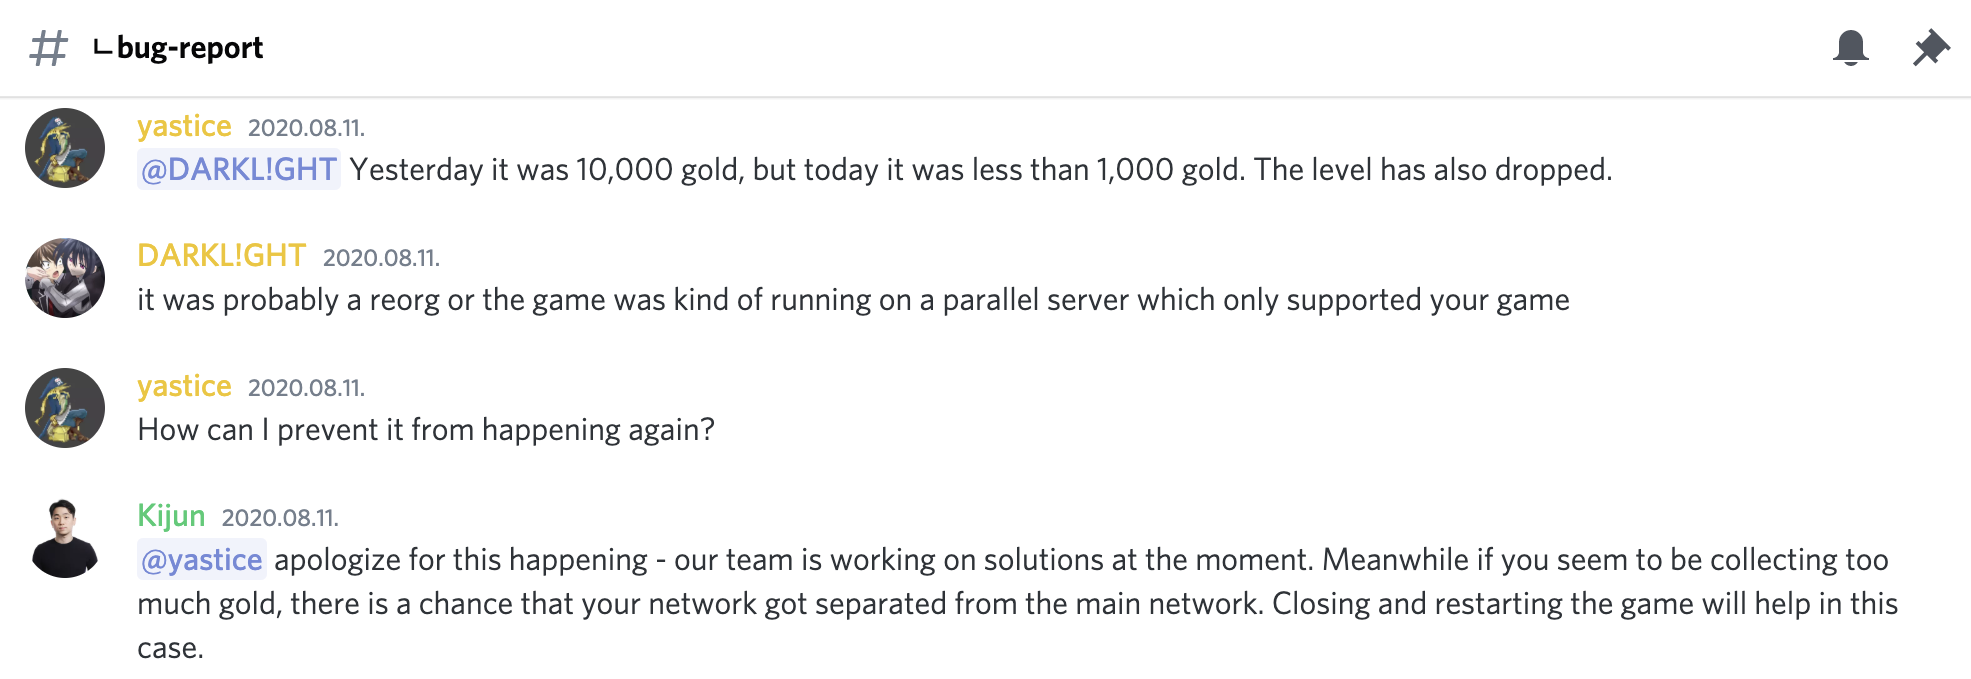 # ㄴbug-report
yastice 2020.08.11.
@DARKL!GHT Yesterday it was 10,000 gold, but today it was less than 1,000 gold. The level has also dropped.
DARKL!GHT 2020.08.11.
it was probably a reorg or the game was kind of running on a parallel server which only supported your game
yastice 2020.08.11.
How can I prevent it from happening again?
Kijun 2020.08.11.
@yastice apologize for this happening - our team is working on solutions at the moment. Meanwhile if you seem to be collecting too
much gold, there is a chance that your network got separated from the main network. Closing and restarting the game will help in this
case.